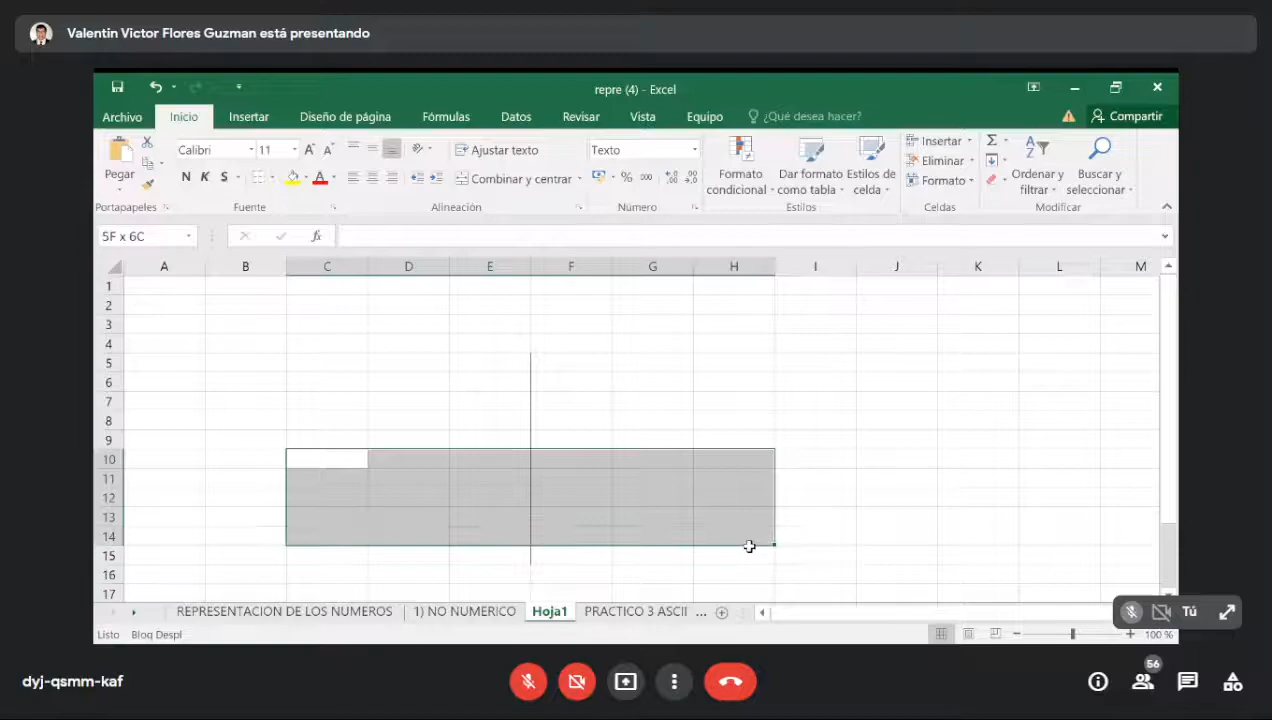 Valentin Victor Flores Guzman está presentando
repre (4) - Excel
Archivo Inicio Insertar Diseño de página Fórmulas Datos Revisar Vista Equipo ¿Qué desea hacer? Compartir
Pegar
Calibri 11
N K S
Ajustar texto
Combinar y centrar
Texto
% 000
Formato condicional
Dar formato como tabla
Estilos de celda
Insertar
Eliminar
Formato
Ordenar y filtrar
Buscar y seleccionar
Portapapeles Fuente Alineación Número Estilos Celdas Modificar
5F x 6C fx
A B C D E F G H I J K L M
1
2
3
4
5
6
7
8
9
10
11
12
13
14
15
16
17
REPRESENTACION DE LOS NUMEROS 1) NO NUMERICO Hoja1 PRACTICO 3 ASCII ...
Tú
Listo Bloq Despl 100 %
56
dyj-qsmm-kaf